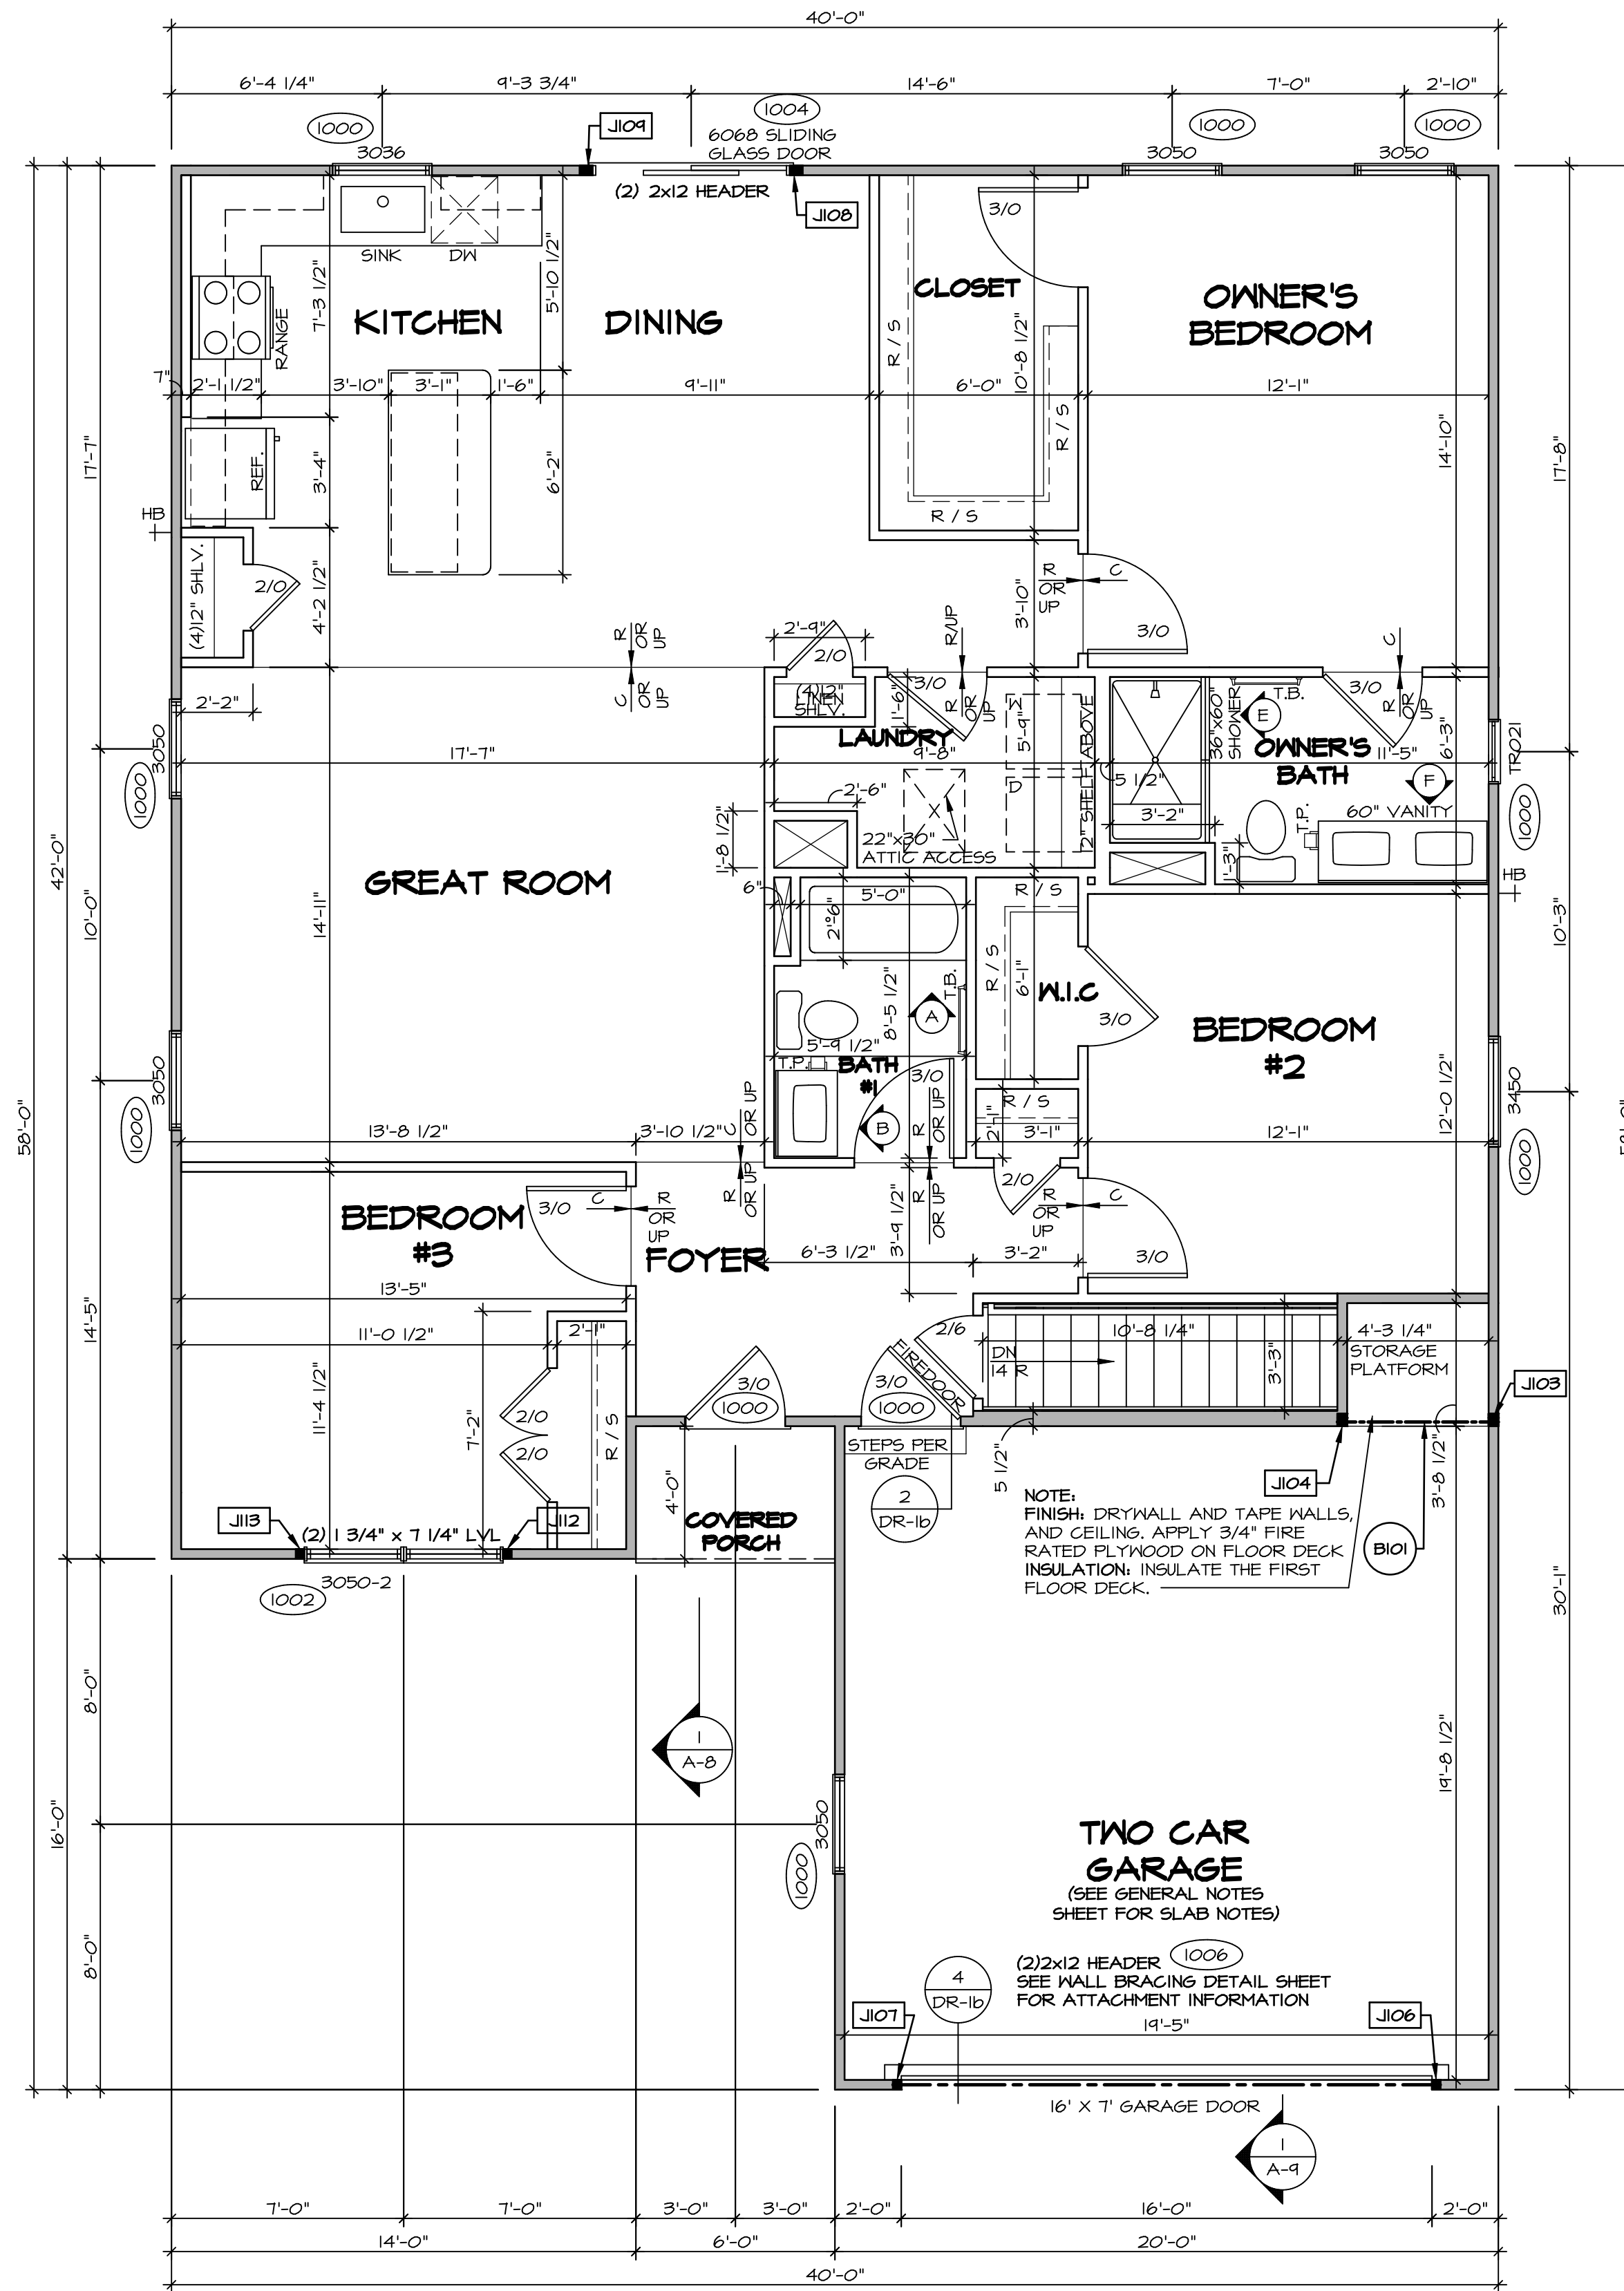 40'-0"
6'-4 1/4"
9'-3 3/4"
14'-6"
7'-0"
2'-10"
1000
J109
1004
1000
1000
6068 SLIDING
GLASS DOOR
3036
3050
3050
(2) 2x12 HEADER
J108
3/0
SINK
DW
5'-10 1/2"
7'-3 1/2"
RANGE
KITCHEN
DINING
CLOSET
OWNER'S
BEDROOM
R / S
10'-8 1/2"
7"
2'-1 1/2"
3'-10"
3'-1"
1'-6"
9'-11"
6'-0"
12'-1"
R / S
17'-7"
REF.
3'-4"
6'-2"
14'-10"
17'-8"
R / S
HB
(4)12" SHLV.
2/0
4'-2 1/2"
R
OR
UP
C
3'-10"
3/0
R
OR
UP
C
OR
UP
2'-9"
2/0
R/UP
R
OR
UP
C
R
OR
UP
(4)12"
LINEN
SHLV.
1'-6"
3/0
W
5'-9"
12" SHELF ABOVE
36"x60"
SHOWER
T.B.
E
3/0
2'-2"
3050
1000
LAUNDRY
OWNER'S
BATH
6'-3"
TR021
17'-7"
9'-8"
11'-5"
5 1/2"
D
F
1000
42'-0"
10'-0"
2'-6"
1'-8 1/2"
22"x30"
ATTIC ACCESS
3'-2"
T.P.
60" VANITY
1'-3"
HB
10'-3"
GREAT ROOM
14'-11"
6"
5'-0"
2'-6"
R / S
R / S
6'-1"
W.I.C
3/0
T.B.
A
8'-5 1/2"
5'-9 1/2"
T.P.
BATH
#1
3/0
BEDROOM
#2
3050
1000
3450
1000
12'-0 1/2"
58'-0"
13'-8 1/2"
3'-10 1/2"
C
OR UP
R
OR UP
B
R
OR UP
R
OR UP
R / S
2'-1"
3'-1"
12'-1"
2/0
BEDROOM
#3
3/0
C
R
OR
UP
FOYER
3'-9 1/2"
6'-3 1/2"
3'-2"
R
OR
UP
C
3/0
13'-5"
14'-5"
11'-0 1/2"
2'-1"
2/6
FIREDOOR
DN
14 R
10'-8 1/4"
3'-3"
4'-3 1/4"
STORAGE
PLATFORM
J103
3/0
1000
3/0
1000
11'-4 1/2"
7'-2"
2/0
2/0
R / S
4'-0"
STEPS PER
GRADE
5 1/2"
J104
3'-8 1/2"
2
DR-1b
NOTE:
FINISH: DRYWALL AND TAPE WALLS,
AND CEILING. APPLY 3/4" FIRE
RATED PLYWOOD ON FLOOR DECK
INSULATION: INSULATE THE FIRST
FLOOR DECK.
B101
J113
J112
(2) 1 3/4" x 7 1/4" LVL
COVERED
PORCH
3050-2
1002
30'-1"
8'-0"
1
A-8
19'-8 1/2"
16'-0"
3050
1000
TWO CAR
GARAGE
(SEE GENERAL NOTES
SHEET FOR SLAB NOTES)
8'-0"
4
DR-1b
(2)2x12 HEADER
1006
SEE WALL BRACING DETAIL SHEET
FOR ATTACHMENT INFORMATION
J107
J106
19'-5"
16' X 7' GARAGE DOOR
1
A-9
7'-0"
7'-0"
3'-0"
3'-0"
2'-0"
16'-0"
2'-0"
14'-0"
6'-0"
20'-0"
40'-0"